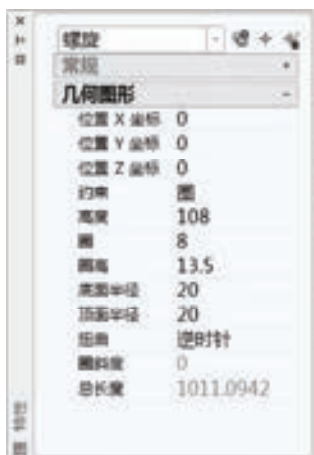 螺旋
常规
几何图形
位置 X 坐标 0
位置 Y 坐标 0
位置 Z 坐标 0
约束 圈
高度 108
圈 8
圈高 13.5
底面半径 20
顶面半径 20
扭曲 逆时针
圈斜度 0
总长度 1011.0942
特性